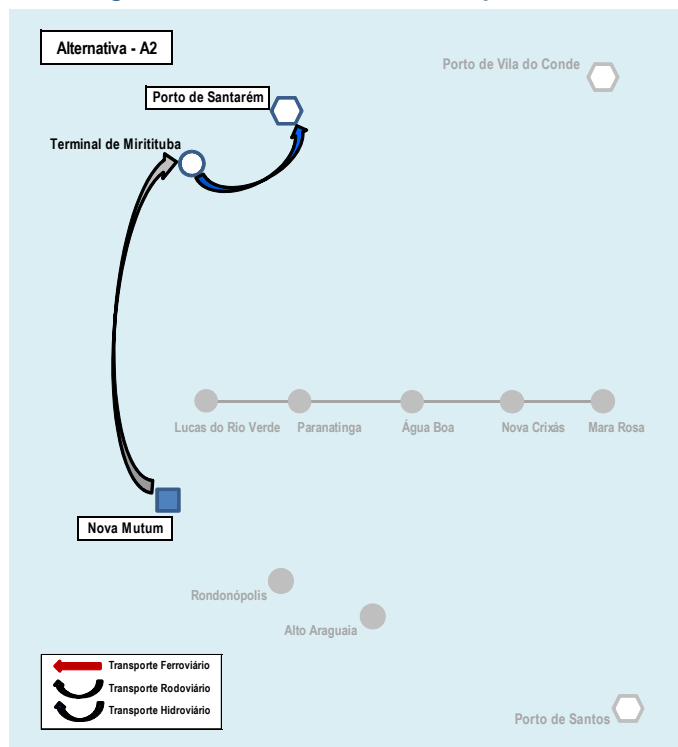 Alternativa - A2
Porto de Vila do Conde
Porto de Santarém
Terminal de Miritituba
Lucas do Rio Verde
Paranatinga
Água Boa
Nova Crixás
Mara Rosa
Nova Mutum
Rondonópolis
Alto Araguaia
Transporte Ferroviário
Transporte Rodoviário
Transporte Hidroviário
Porto de Santos